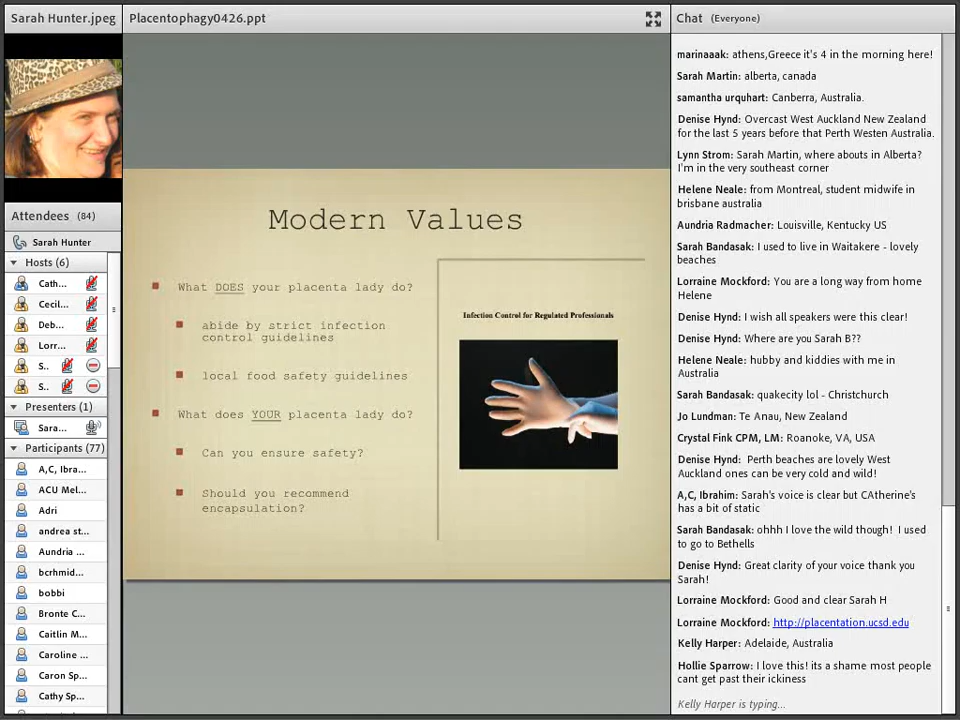 Sarah Hunter.jpeg
Placentophagy0426.ppt
Chat (Everyone)
Attendees (84)
Sarah Hunter
Hosts (6)
Cath...
Cecil...
Deb...
Lorr...
S..
S..
Presenters (1)
Sara...
Participants (77)
A,C, Ibra...
ACU Mel...
Adri
andrea st...
Aundria ...
bcrhmid...
bobbi
Bronte C...
Caitlin M...
Caroline ...
Caron Sp...
Cathy Sp...
Modern Values
What DOES your placenta lady do?
abide by strict infection
control guidelines
local food safety guidelines
What does YOUR placenta lady do?
Can you ensure safety?
Should you recommend
encapsulation?
Infection Control for Regulated Professionals
marinaaak: athens,Greece it's 4 in the morning here!
Sarah Martin: alberta, canada
samantha urquhart: Canberra, Australia.
Denise Hynd: Overcast West Auckland New Zealand
for the last 5 years before that Perth Westen Australia.
Lynn Strom: Sarah Martin, where abouts in Alberta?
I'm in the very southeast corner
Helene Neale: from Montreal, student midwife in
brisbane australia
Aundria Radmacher: Louisville, Kentucky US
Sarah Bandasak: I used to live in Waitakere - lovely
beaches
Lorraine Mockford: You are a long way from home
Helene
Denise Hynd: I wish all speakers were this clear!
Denise Hynd: Where are you Sarah B??
Helene Neale: hubby and kiddies with me in
Australia
Sarah Bandasak: quakecity lol - Christchurch
Jo Lundman: Te Anau, New Zealand
Crystal Fink CPM, LM: Roanoke, VA, USA
Denise Hynd: Perth beaches are lovely West
Auckland ones can be very cold and wild!
A,C, Ibrahim: Sarah's voice is clear but CAtherine's
has a bit of static
Sarah Bandasak: ohhh I love the wild though! I used
to go to Bethells
Denise Hynd: Great clarity of your voice thank you
Sarah!
Lorraine Mockford: Good and clear Sarah H
Lorraine Mockford: http://placentation.ucsd.edu
Kelly Harper: Adelaide, Australia
Hollie Sparrow: I love this! its a shame most people
cant get past their ickiness
Kelly Harper is typing...